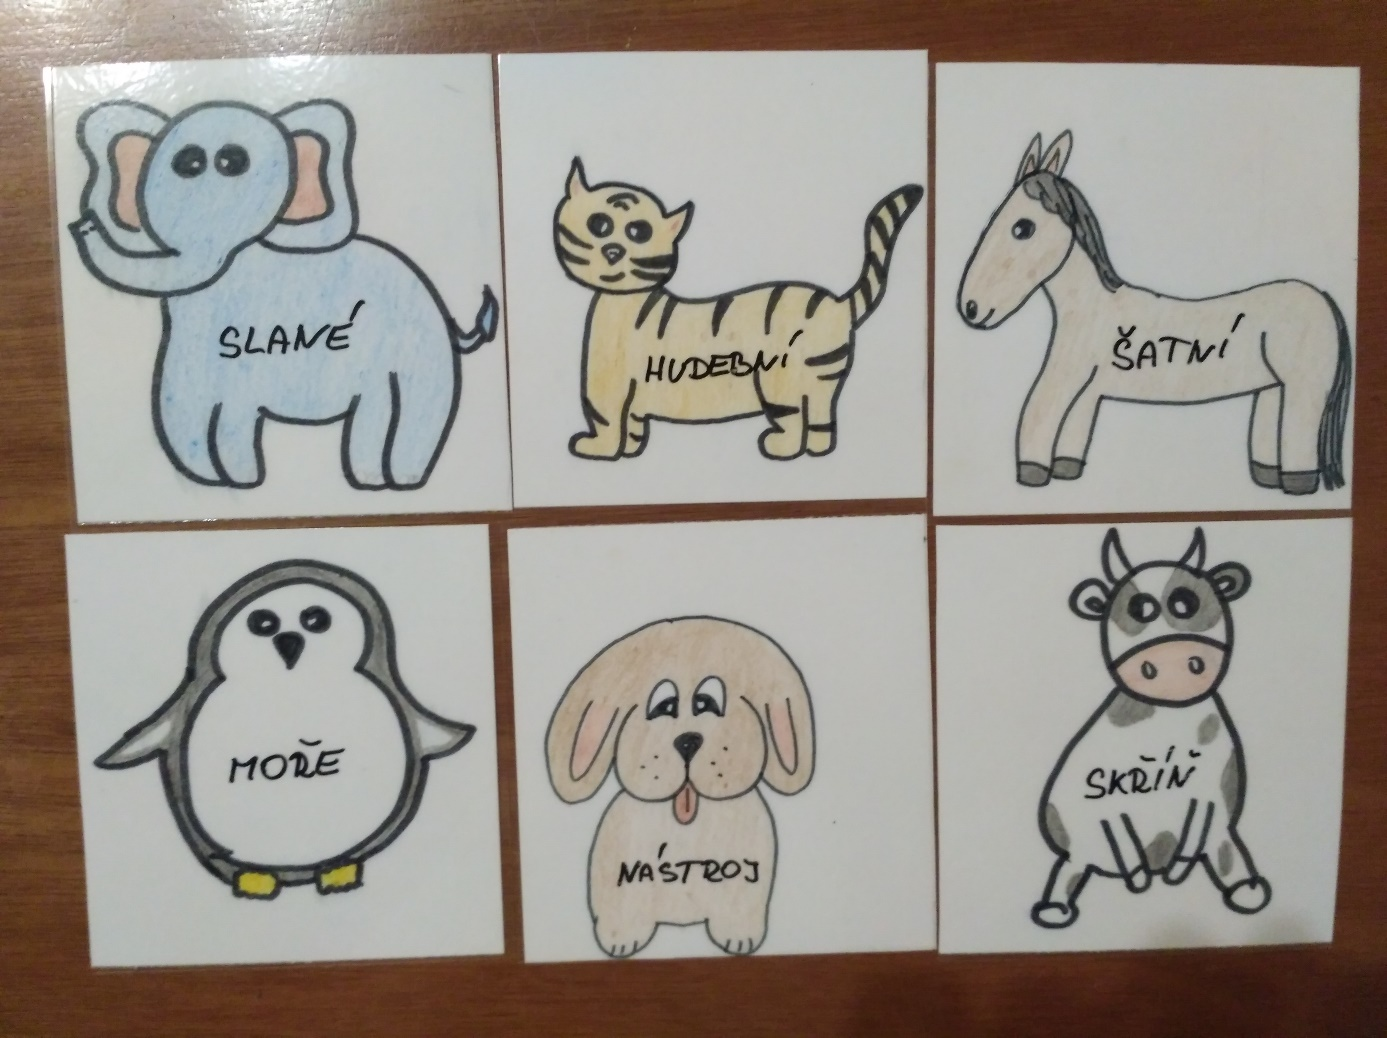 SLANÉ
HUDEBNÍ
ŠATNÍ
MOŘE
NÁSTROJ
SKŘÍŇ